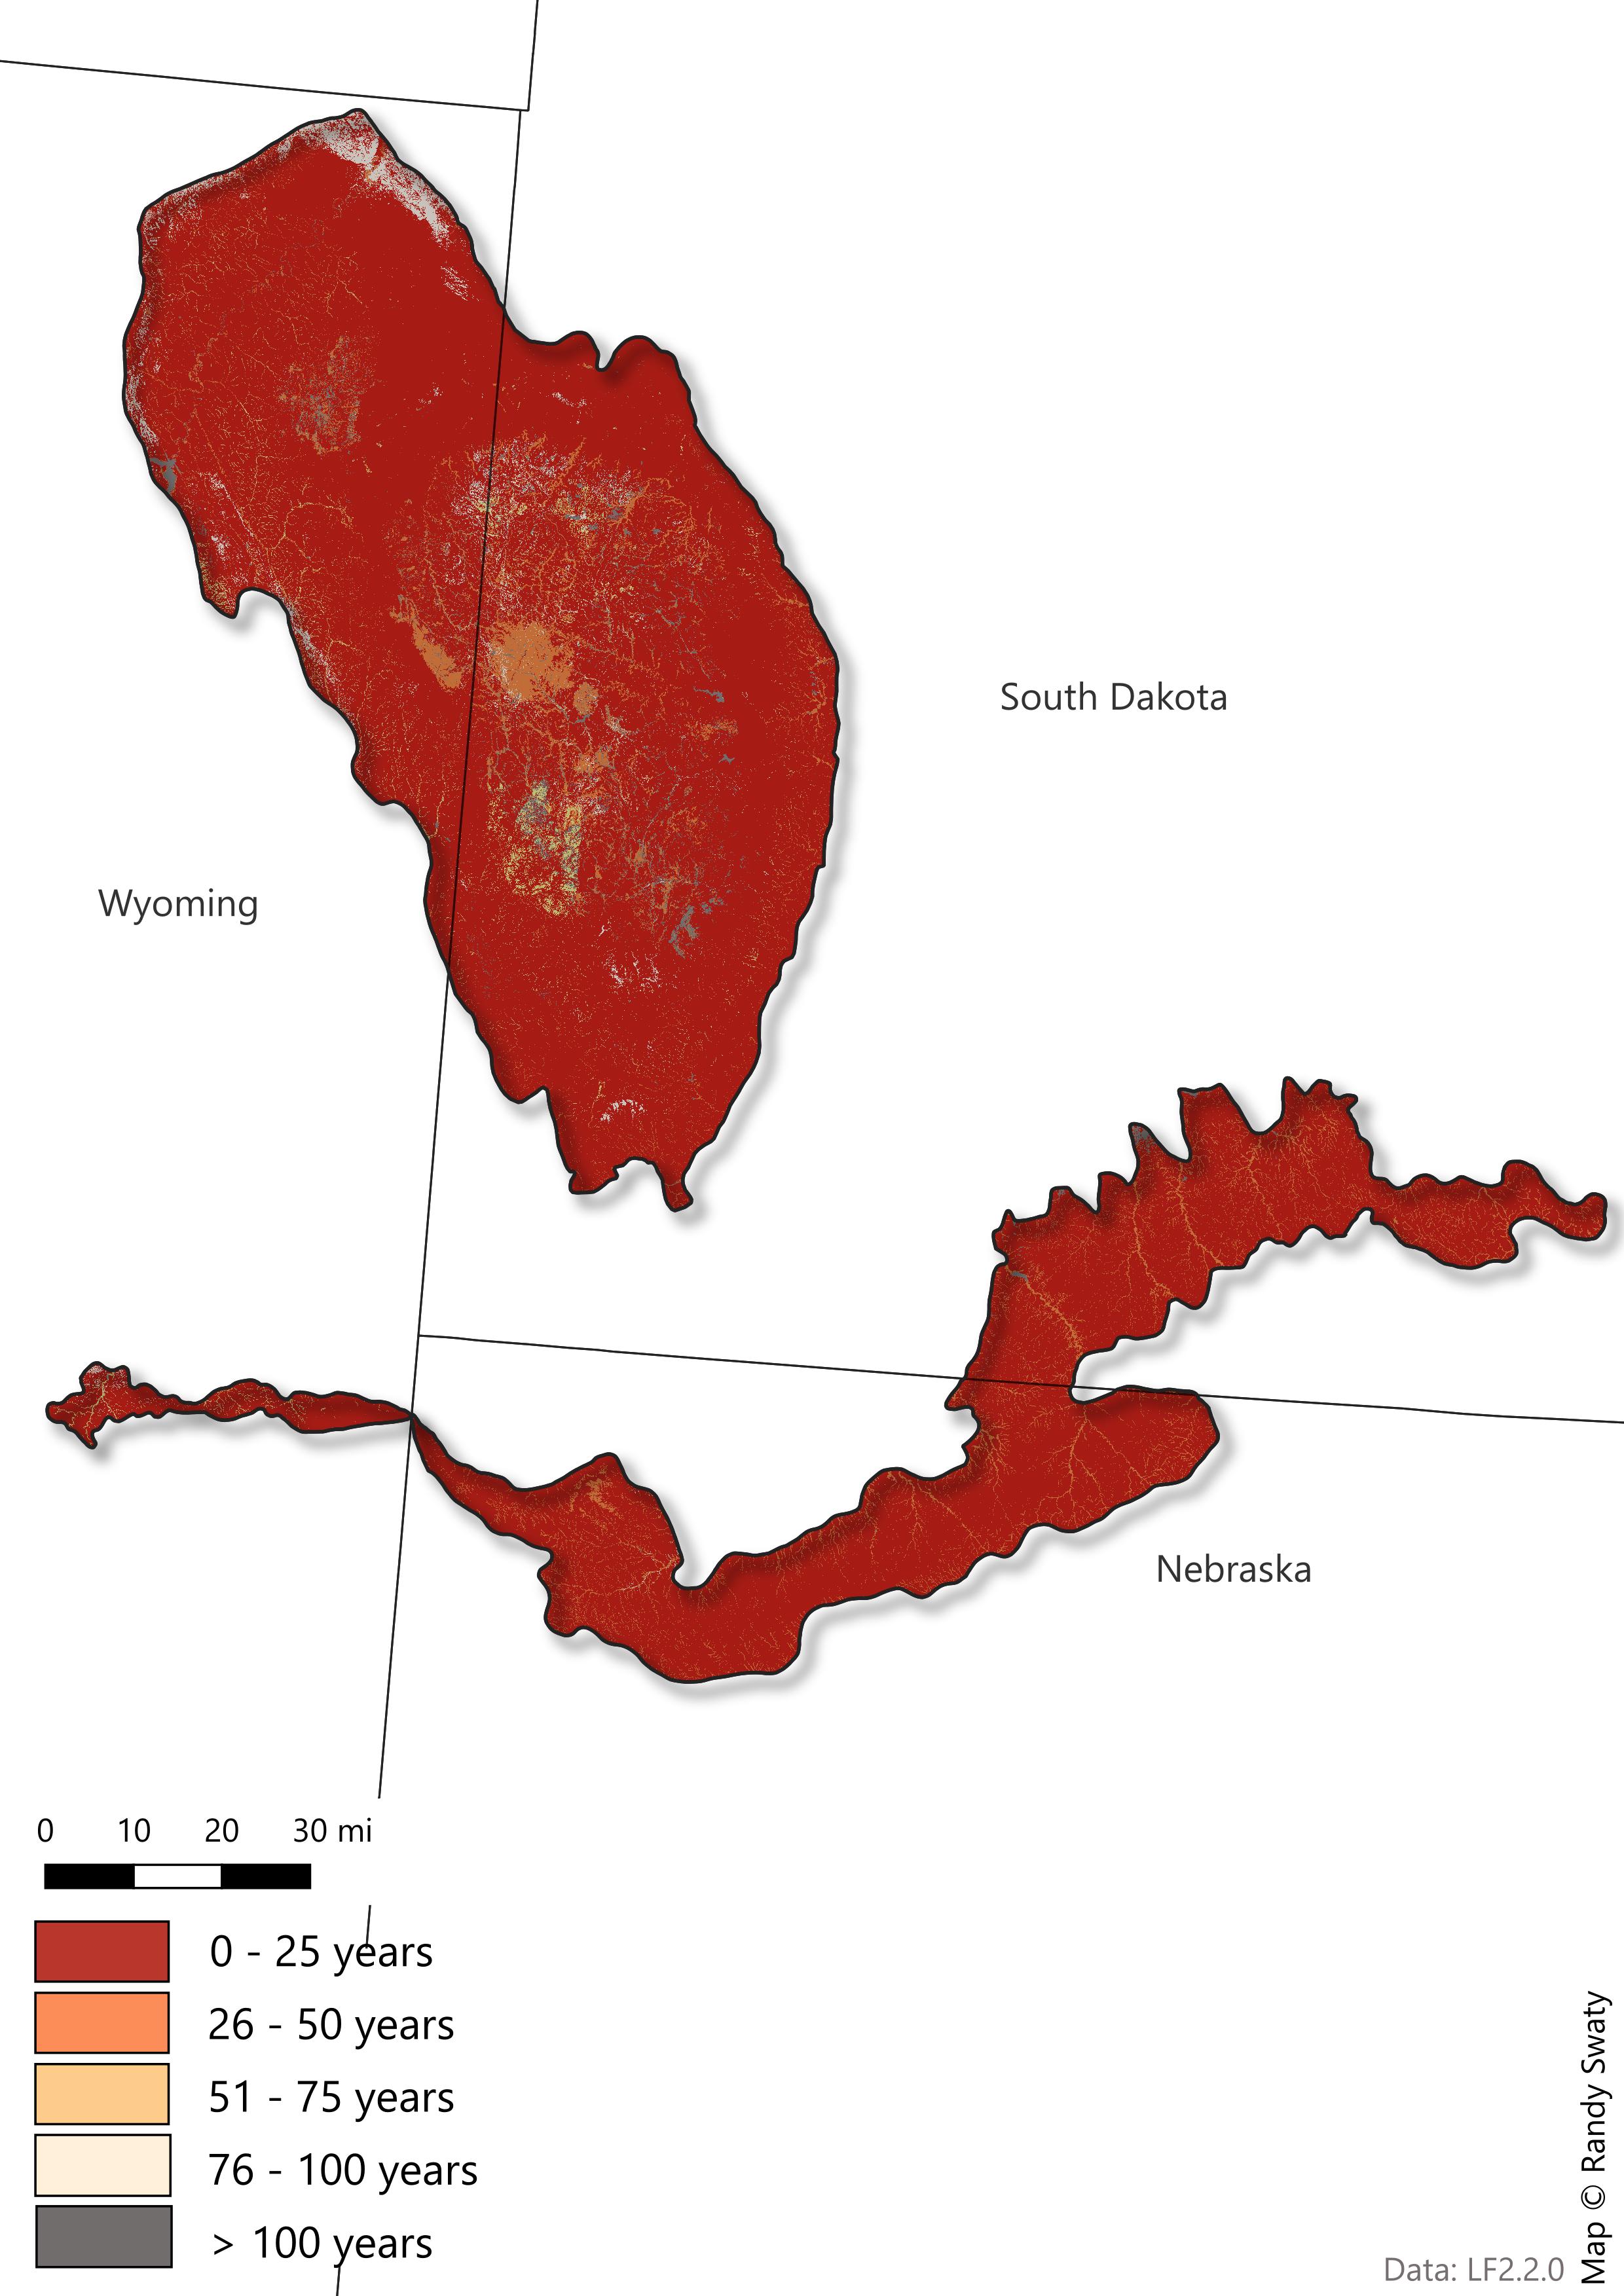 South Dakota
Wyoming
Nebraska
0 10 20 30 mi
0 - 25 years
26 - 50 years
51 - 75 years
76 - 100 years
> 100 years
Data: LF2.2.0
Map © Randy Swaty